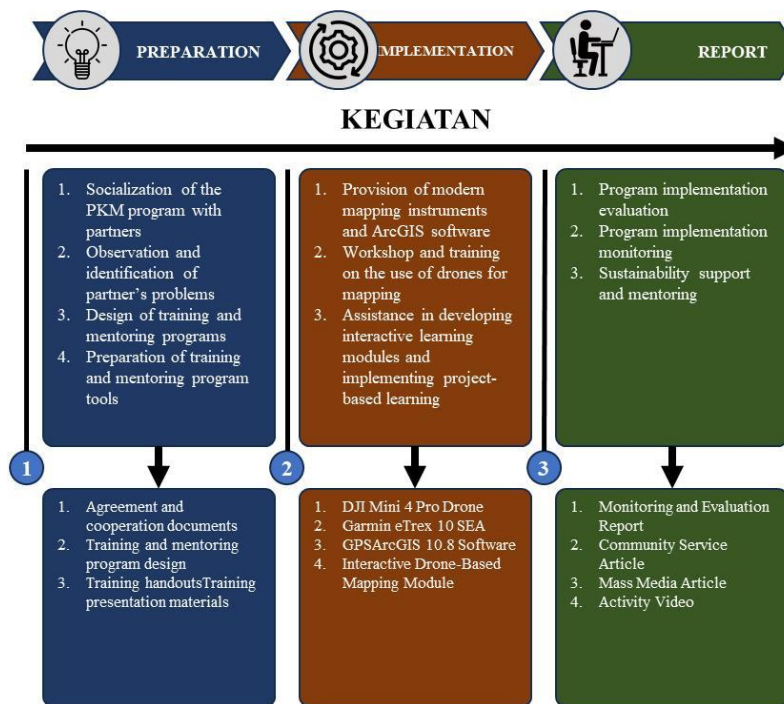 PREPARATION
IMPLEMENTATION
REPORT
KEGIATAN
1. Socialization of the
PKM program with
partners
2. Observation and
identification of
partner's problems
3. Design of training and
mentoring programs
4. Preparation of training
and mentoring program
tools
1. Provision of modern
mapping instruments
and ArcGIS software
2. Workshop and training
on the use of drones for
mapping
3. Assistance in developing
interactive learning
modules and
implementing project-
based learning
1. Program implementation
evaluation
2. Program implementation
monitoring
3. Sustainability support
and mentoring
1
2
3
1. Agreement and
cooperation documents
2. Training and mentoring
program design
3. Training handoutsTraining
presentation materials
1. DJI Mini 4 Pro Drone
2. Garmin eTrex 10 SEA
3. GPSArcGIS 10.8 Software
4. Interactive Drone-Based
Mapping Module
1. Monitoring and Evaluation
Report
2. Community Service
Article
3. Mass Media Article
4. Activity Video